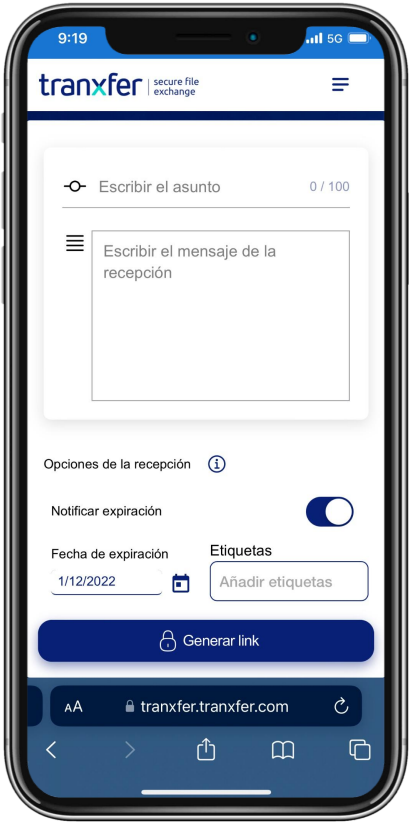 9:19
5G
tranxfer
secure file
exchange
Escribir el asunto
0 / 100
Escribir el mensaje de la
recepción
Opciones de la recepción
Notificar expiración
Fecha de expiración
Etiquetas
1/12/2022
Añadir etiquetas
Generar link
AA
tranxfer.tranxfer.com